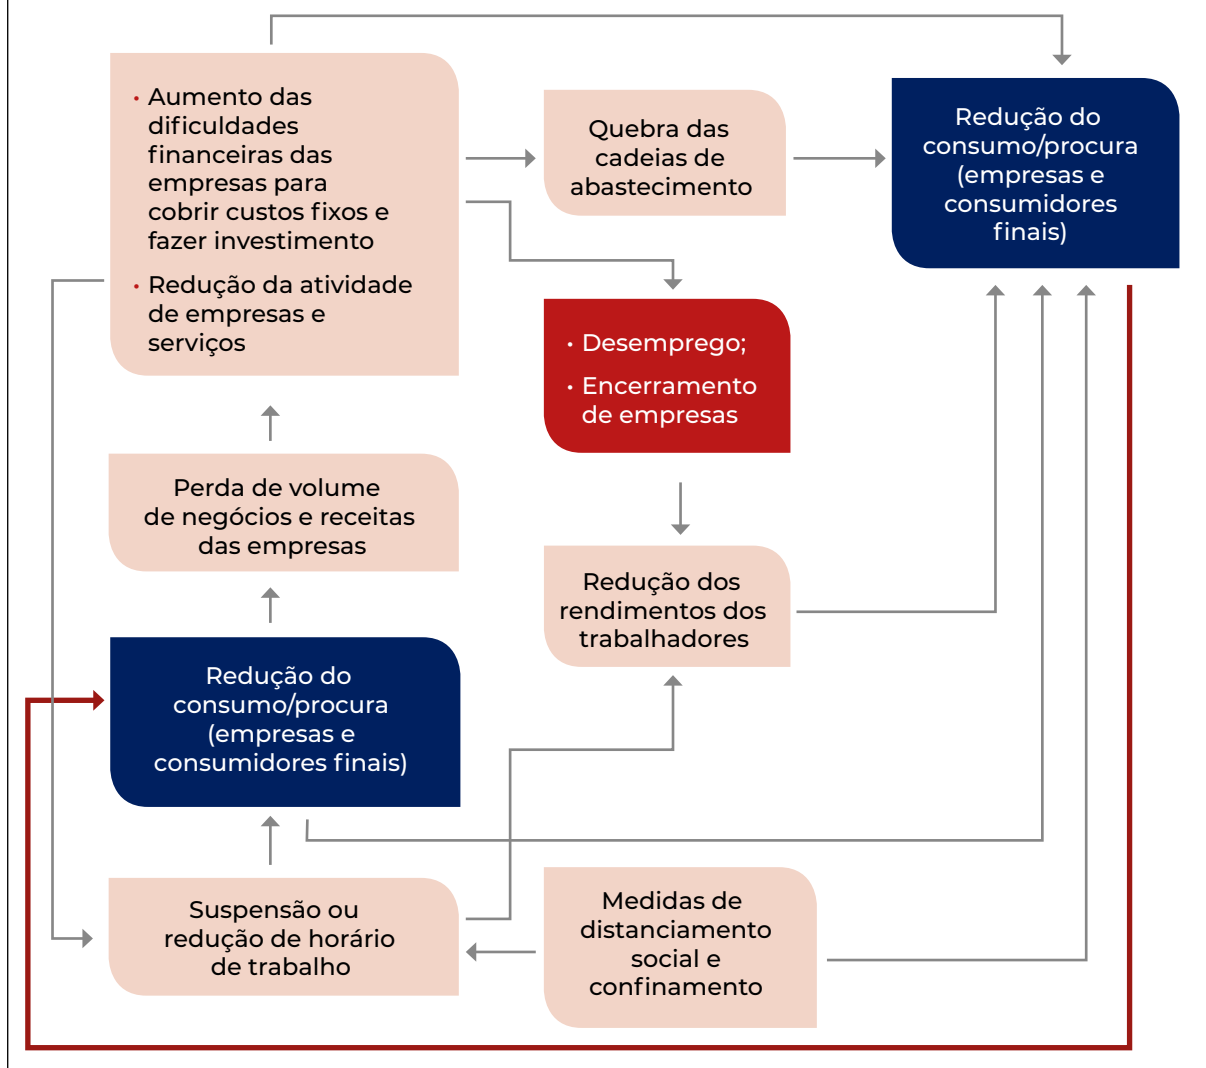 • Aumento das
dificuldades
financeiras das
empresas para
cobrir custos fixos e
fazer investimento
• Redução da atividade
de empresas e
serviços
Quebra das
cadeias de
abastecimento
Redução do
consumo/procura
(empresas e
consumidores
finais)
• Desemprego;
• Encerramento
de empresas
Perda de volume
de negócios e receitas
das empresas
Redução dos
rendimentos dos
trabalhadores
Redução do
consumo/procura
(empresas e
consumidores finais)
Suspensão ou
redução de horário
de trabalho
Medidas de
distanciamento
social e
confinamento